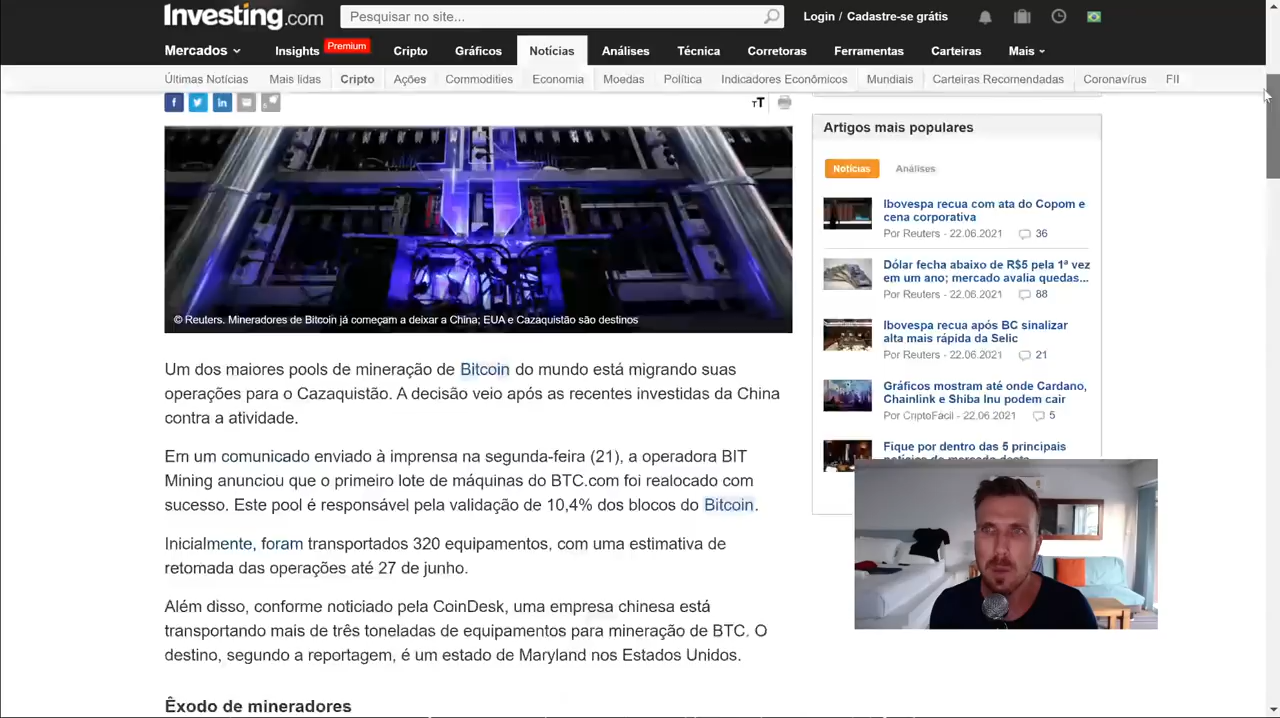 Investing.com
Pesquisar no site...
Login / Cadastre-se grátis
Mercados
Insights
Premium
Cripto
Gráficos
Notícias
Análises
Técnica
Corretoras
Ferramentas
Carteiras
Mais
Últimas Notícias
Mais lidas
Cripto
Ações
Commodities
Economia
Moedas
Política
Indicadores Econômicos
Mundiais
Carteiras Recomendadas
Coronavírus
FII
TT
© Reuters. Mineradores de Bitcoin já começam a deixar a China; EUA e Cazaquistão são destinos
Um dos maiores pools de mineração de Bitcoin do mundo está migrando suas
operações para o Cazaquistão. A decisão veio após as recentes investidas da China
contra a atividade.
Em um comunicado enviado à imprensa na segunda-feira (21), a operadora BIT
Mining anunciou que o primeiro lote de máquinas do BTC.com foi realocado com
sucesso. Este pool é responsável pela validação de 10,4% dos blocos do Bitcoin.
Inicialmente, foram transportados 320 equipamentos, com uma estimativa de
retomada das operações até 27 de junho.
Além disso, conforme noticiado pela CoinDesk, uma empresa chinesa está
transportando mais de três toneladas de equipamentos para mineração de BTC. O
destino, segundo a reportagem, é um estado de Maryland nos Estados Unidos.
Êxodo de mineradores
Artigos mais populares
Notícias
Análises
Ibovespa recua com ata do Copom e
cena corporativa
Por Reuters - 22.06.2021
36
Dólar fecha abaixo de R$5 pela 1ª vez
em um ano; mercado avalia quedas...
Por Reuters - 22.06.2021
88
Ibovespa recua após BC sinalizar
alta mais rápida da Selic
Por Reuters - 22.06.2021
21
Gráficos mostram até onde Cardano,
Chainlink e Shiba Inu podem cair
Por CriptoFácil - 22.06.2021
5
Fique por dentro das 5 principais